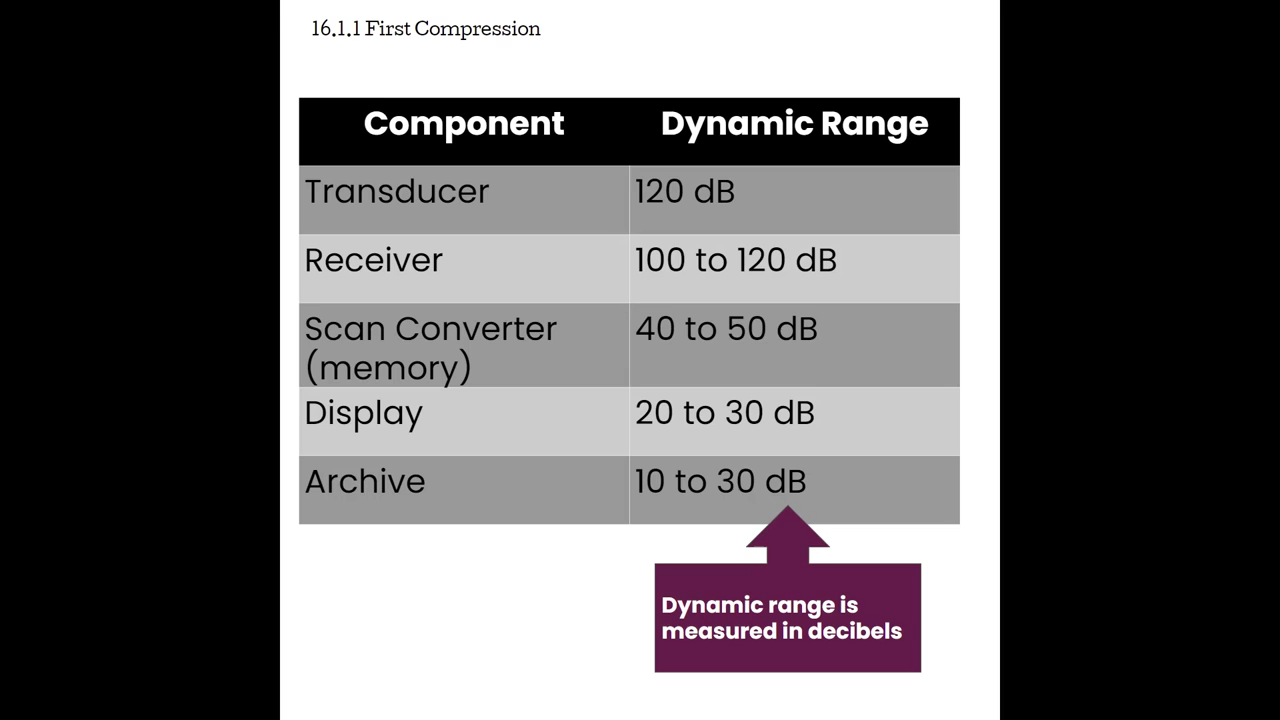 16.1.1 First Compression
Component Dynamic Range
Transducer 120 dB
Receiver 100 to 120 dB
Scan Converter 40 to 50 dB
(memory)
Display 20 to 30 dB
Archive 10 to 30 dB
Dynamic range is
measured in decibels